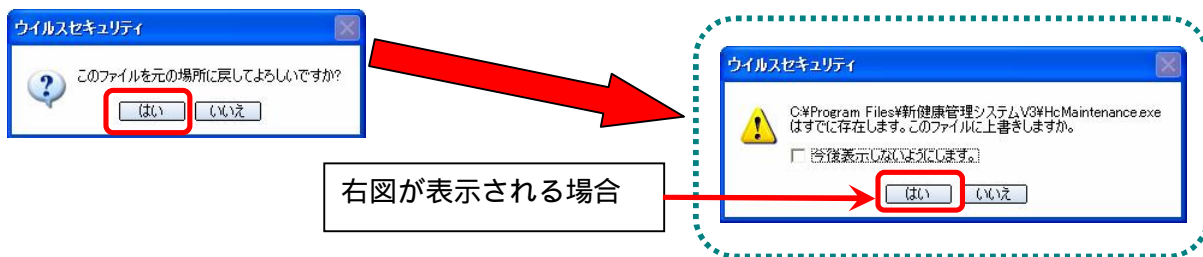 ウイルスセキュリティ
このファイルを元の場所に戻してよろしいですか?
はい
いいえ
ウイルスセキュリティ
C:¥Program Files¥新健康管理システムV3¥HcMaintenance.exe
はすでに存在します。このファイルに上書きしますか。
今後表示しないようにします。
はい
いいえ
右図が表示される場合